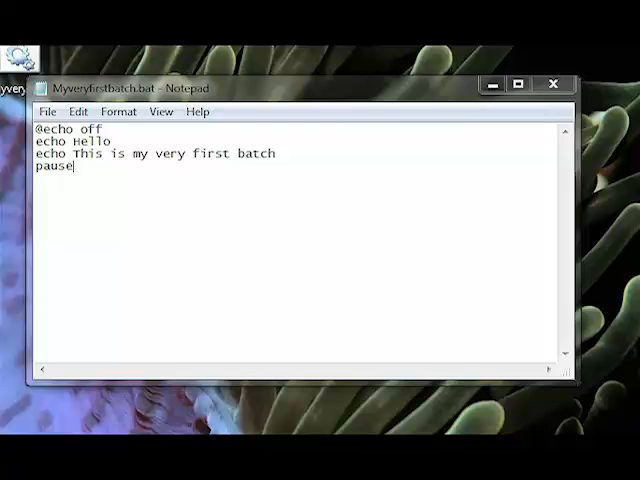 Myveryfirstbatch.bat - Notepad
File Edit Format View Help
@echo off
echo Hello
echo This is my very first batch
pause
yvery